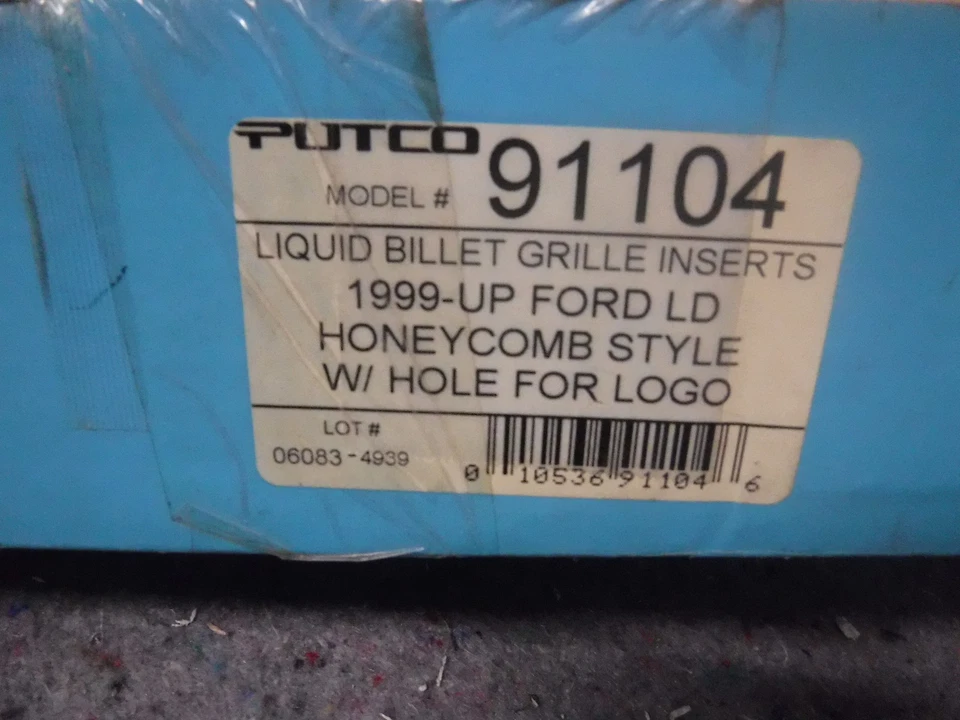 PUTCO
MODEL # 91104
LIQUID BILLET GRILLE INSERTS
1999-UP FORD LD
HONEYCOMB STYLE
W/ HOLE FOR LOGO
LOT #
06083-4939
0 10536 91104 6